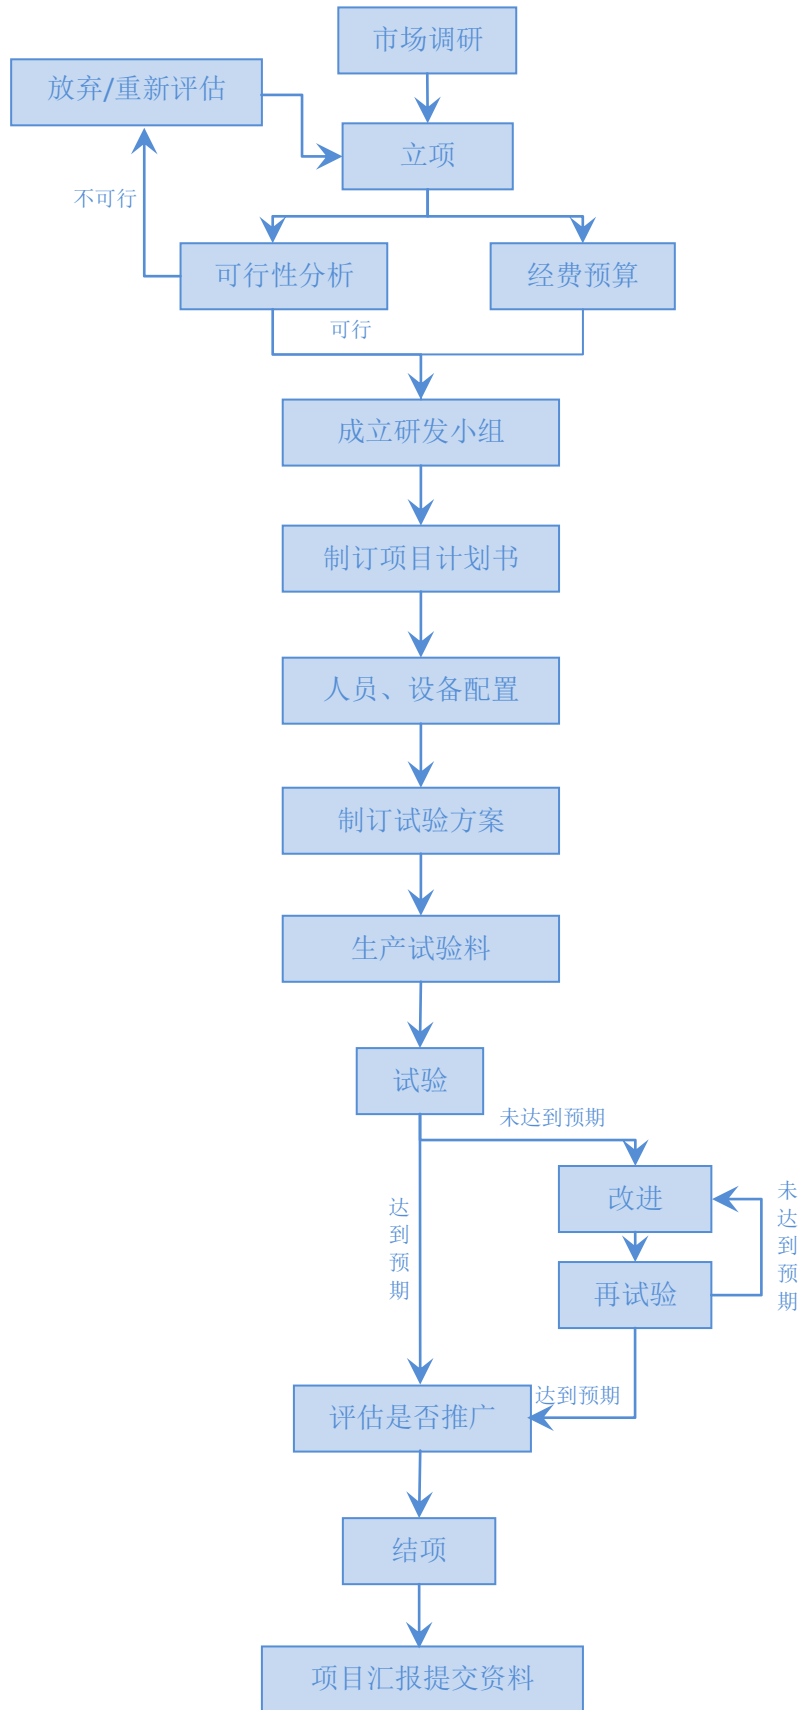 市场调研
放弃/重新评估
立项
不可行
可行性分析
经费预算
可行
成立研发小组
制订项目计划书
人员、设备配置
制订试验方案
生产试验料
试验
未达到预期
改进
未达到预期
达到预期
再试验
达到预期
评估是否推广
结项
项目汇报提交资料